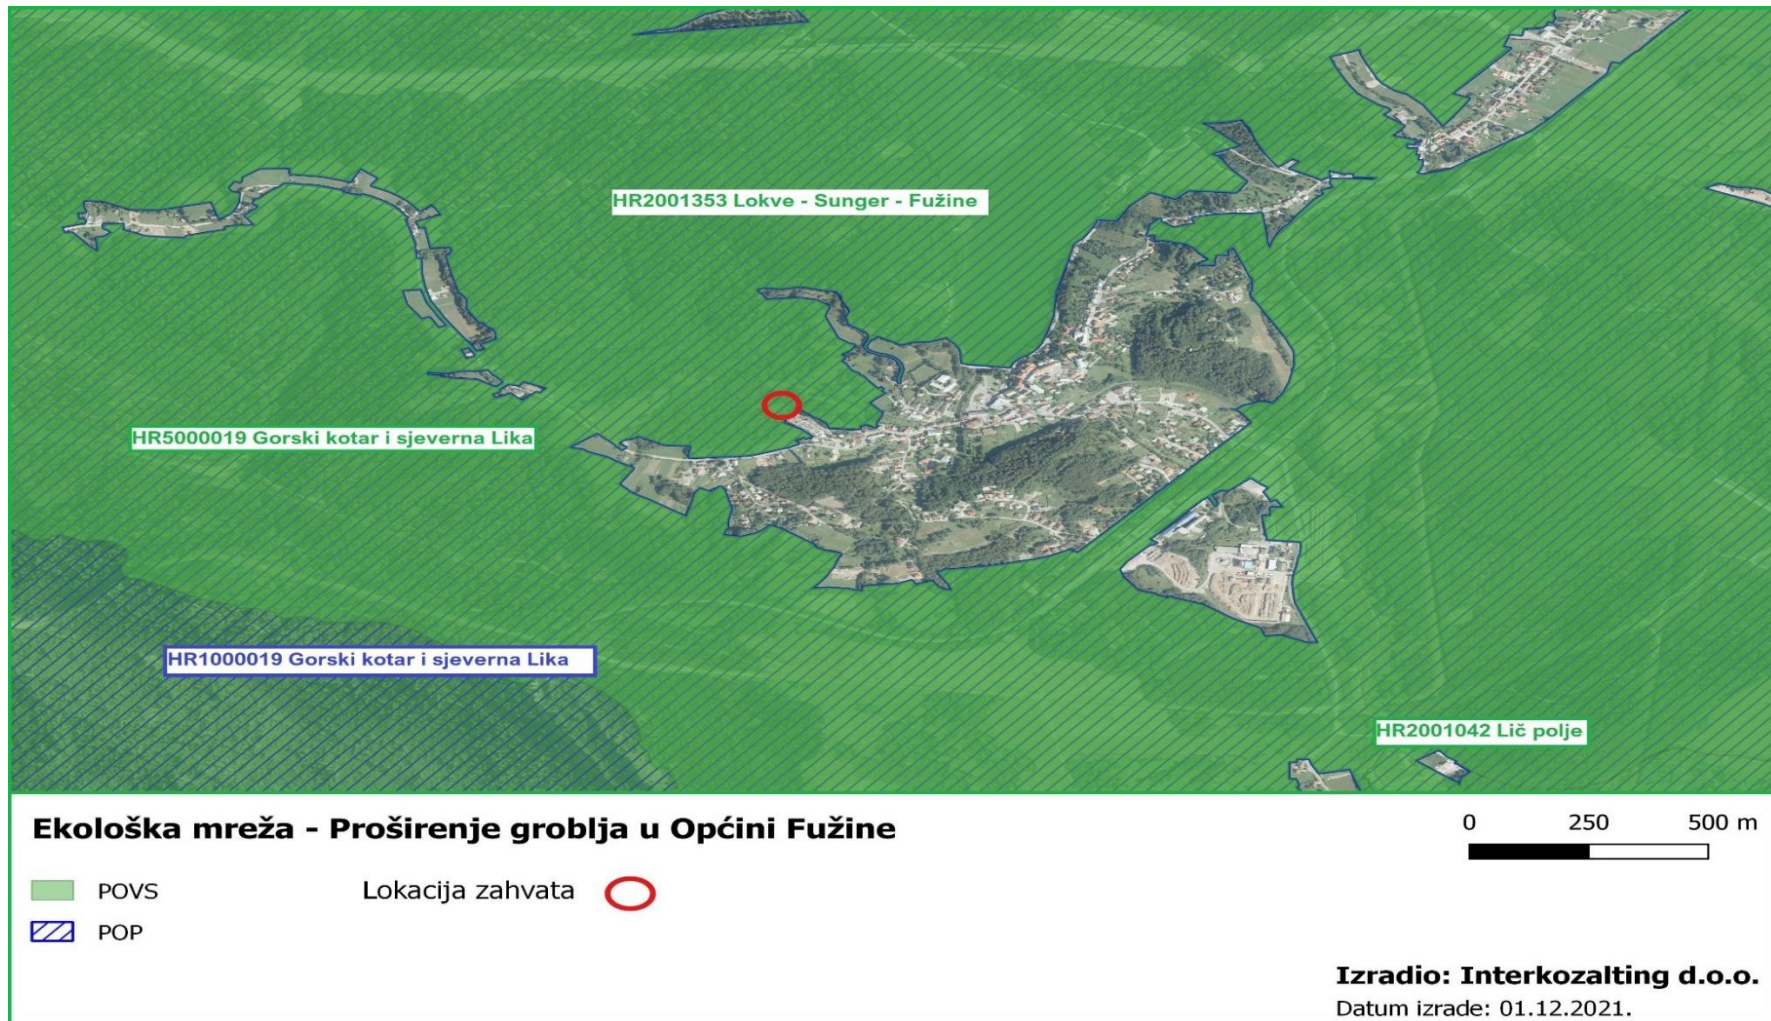 HR2001353 Lokve - Sunger - Fužine
HR5000019 Gorski kotar i sjeverna Lika
HR1000019 Gorski kotar i sjeverna Lika
HR2001042 Lič polje
Ekološka mreža - Proširenje groblja u Općini Fužine
0 250 500 m
POVS
Lokacija zahvata
POP
Izradio: Interkozalting d.o.o.
Datum izrade: 01.12.2021.